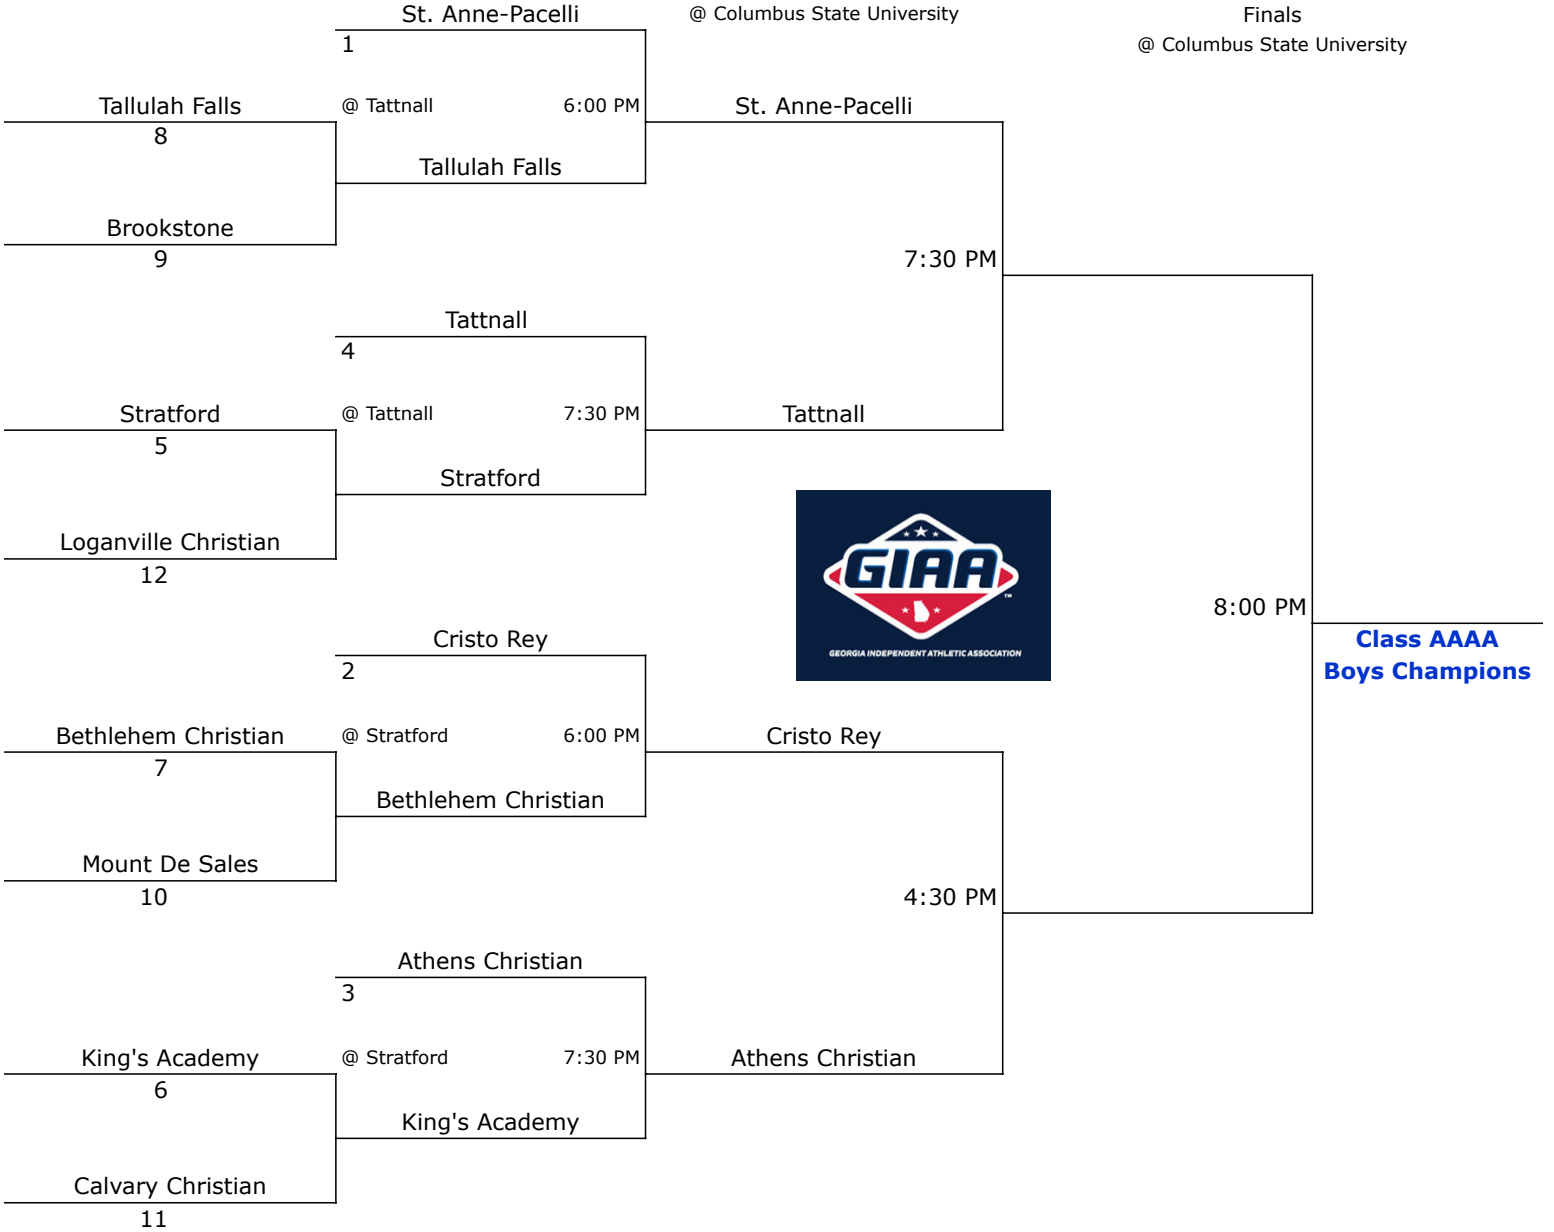 St. Anne-Pacelli
@ Columbus State University
Finals
@ Columbus State University
1
Tallulah Falls
8
@ Tattnall
6:00 PM
St. Anne-Pacelli
Tallulah Falls
Brookstone
9
7:30 PM
Tattnall
4
Stratford
5
@ Tattnall
7:30 PM
Tattnall
Stratford
Loganville Christian
12
GIAA
TM
GEORGIA INDEPENDENT ATHLETIC ASSOCIATION
8:00 PM
Class AAAA
Boys Champions
Cristo Rey
2
Bethlehem Christian
7
@ Stratford
6:00 PM
Cristo Rey
Bethlehem Christian
Mount De Sales
10
4:30 PM
Athens Christian
3
King's Academy
6
@ Stratford
7:30 PM
Athens Christian
King's Academy
Calvary Christian
11